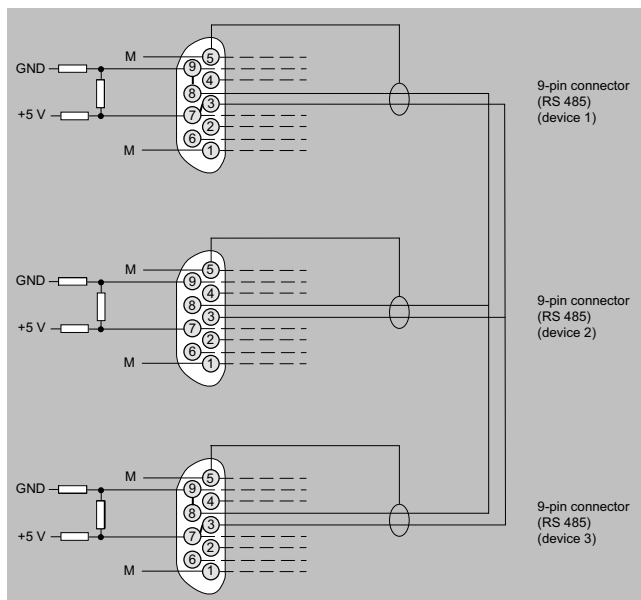 M
5
GND
9
4
8
3
+5 V
7
2
6
M
1
9-pin connector
(RS 485)
(device 1)
M
5
GND
9
4
8
3
+5 V
7
2
6
M
1
9-pin connector
(RS 485)
(device 2)
M
5
GND
9
4
8
3
+5 V
7
2
6
M
1
9-pin connector
(RS 485)
(device 3)